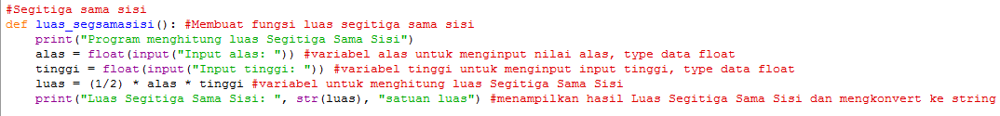 #Segitiga sama sisi
def luas_segsamasisi(): #Membuat fungsi luas segitiga sama sisi
    print("Program menghitung luas Segitiga Sama Sisi")
    alas = float(input("Input alas: ")) #variabel alas untuk menginput nilai alas, type data float
    tinggi = float(input("Input tinggi: ")) #variabel tinggi untuk menginput input tinggi, type data float
    luas = (1/2) * alas * tinggi #variabel untuk menghitung luas Segitiga Sama Sisi
    print("Luas Segitiga Sama Sisi: ", str(luas), "satuan luas") #menampilkan hasil Luas Segitiga Sama Sisi dan mengkonvert ke string